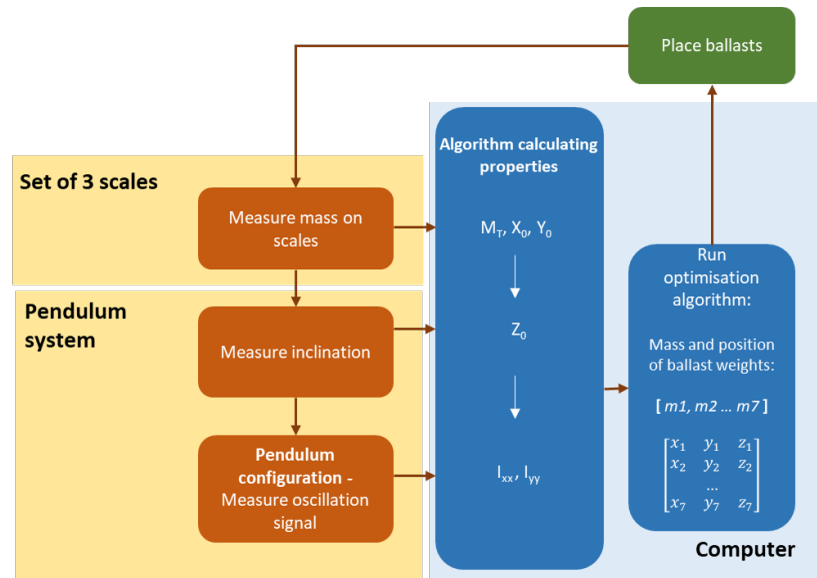 Place ballasts
Set of 3 scales
Measure mass on
scales
Pendulum
system
Measure inclination
Pendulum
configuration -
Measure oscillation
signal
Algorithm calculating
properties
M_T, X_0, Y_0
Z_0
I_xx, I_yy
Run
optimisation
algorithm:
Mass and position
of ballast weights:
[ m1, m2 … m7 ]
[x_1 y_1 z_1
x_2 y_2 z_2
…
x_7 y_7 z_7]
Computer